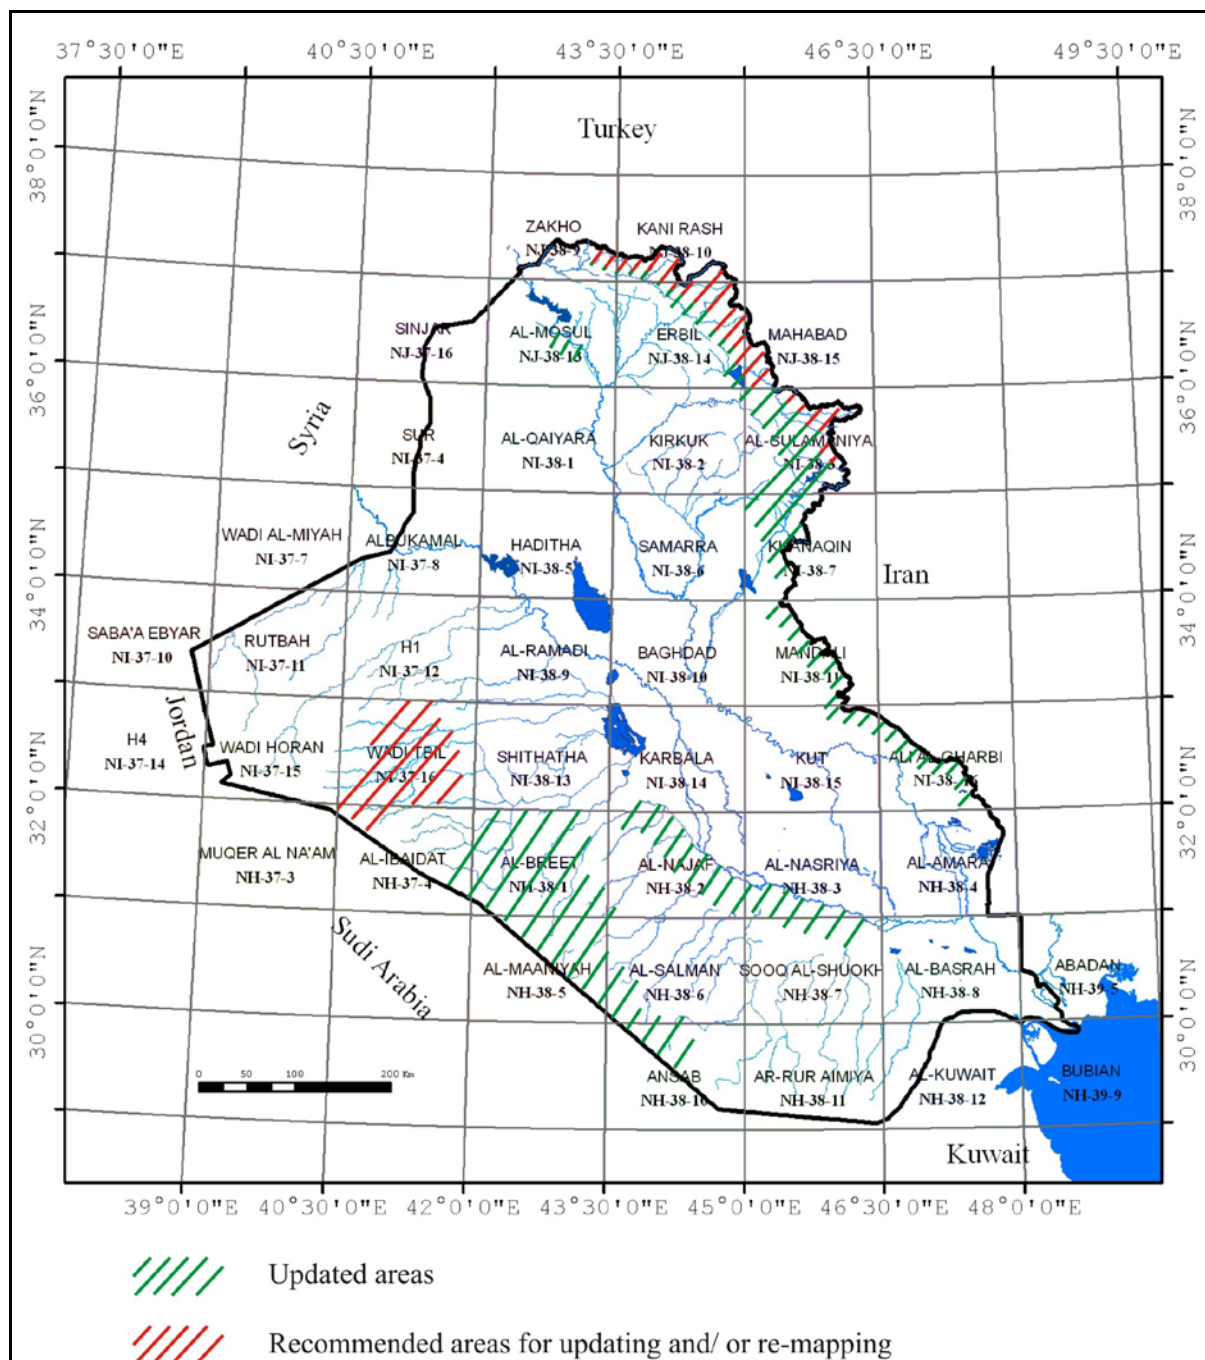 37°30'0"E 40°30'0"E 43°30'0"E 46°30'0"E 49°30'0"E
38°0'0"N
38°0'0"N
Turkey
ZAKHO
NJ-38-9
KANI RASH
NJ-38-10
36°0'0"N
36°0'0"N
SINJAR
NJ-37-16
AL-MOSUL
NJ-38-13
ERBIL
NJ-38-14
MAHABAD
NJ-38-15
Syria
SUR
NI-37-4
AL-QAIYARA
NI-38-1
KIRKUK
NI-38-2
AL-SULAMANIYA
NI-38-3
34°0'0"N
34°0'0"N
WADI AL-MIYAH
NI-37-7
ALBUKAMAL
NI-37-8
HADITHA
NI-38-5
SAMARRA
NI-38-6
KHANAQIN
NI-38-7
Iran
SABA'A EBYAR
NI-37-10
RUTBAH
NI-37-11
H1
NI-37-12
AL-RAMADI
NI-38-9
BAGHDAD
NI-38-10
MANDALI
NI-38-11
Jordan
H4
NI-37-14
WADI HORAN
NI-37-15
WADI TBIL
NI-37-16
SHITHATHA
NI-38-13
KARBALA
NI-38-14
KUT
NI-38-15
ALI AL-GHARBI
NI-38-16
32°0'0"N
32°0'0"N
MUQER AL NA'AM
NH-37-3
AL-IBAIDAT
NH-37-4
AL-BREET
NH-38-1
AL-NAJAF
NH-38-2
AL-NASRIYA
NH-38-3
AL-AMARA
NH-38-4
Sudi Arabia
AL-MAANIYAH
NH-38-5
AL-SALMAN
NH-38-6
SOOQ AL-SHUOKH
NH-38-7
AL-BASRAH
NH-38-8
ABADAN
NH-39-5
30°0'0"N
30°0'0"N
0 50 100 200 Km
ANSAB
NH-38-10
AR-RUR AIMIYA
NH-38-11
AL-KUWAIT
NH-38-12
BUBIAN
NH-39-9
Kuwait
39°0'0"E 40°30'0"E 42°0'0"E 43°30'0"E 45°0'0"E 46°30'0"E 48°0'0"E
Updated areas
Recommended areas for updating and/ or re-mapping